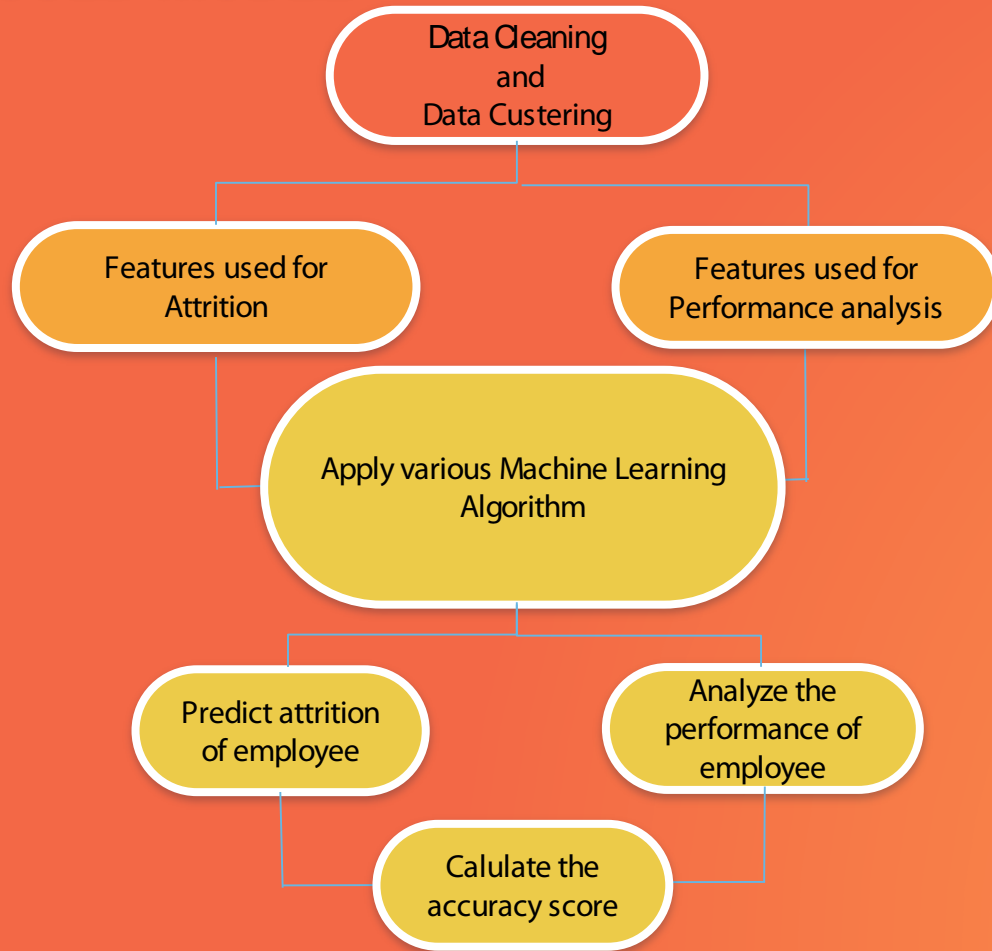 Data Cleaning
and
Data Custering
Features used for
Attrition
Features used for
Performance analysis
Apply various Machine Learning
Algorithm
Predict attrition
of employee
Analyze the
performance of
employee
Calulate the
accuracy score